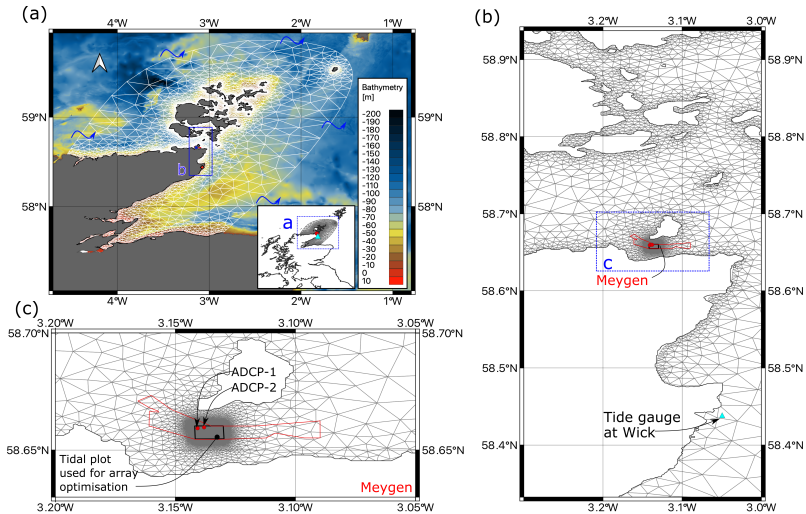 (a)
4°W
3°W
2°W
59°N
58°N
59°N
58°N
b
Bathymetry
[m]
-200
-190
-180
-170
-160
-150
-140
-130
-120
-110
-100
-90
-80
-70
-60
-50
-40
-30
-20
-10
0
10
a
4°W
3°W
2°W
(b)
3.2°W
3.1°W
3.0°W
58.9°N
58.8°N
58.7°N
58.6°N
58.5°N
58.4°N
58.9°N
58.8°N
58.7°N
58.6°N
58.5°N
58.4°N
c
Meygen
Tide gauge
at Wick
3.2°W
3.1°W
3.0°W
(c)
3.20°W
3.15°W
3.10°W
3.05°W
58.70°N
58.65°N
58.70°N
58.65°N
ADCP-1
ADCP-2
Tidal plot
used for array
optimisation
Meygen
3.20°W
3.15°W
3.10°W
3.05°W